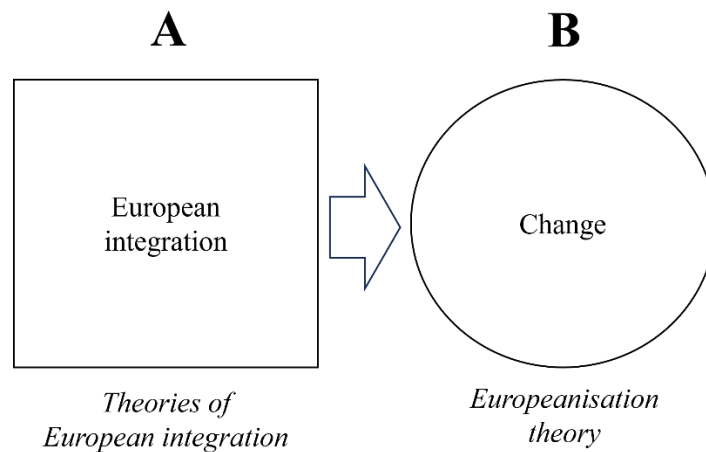 A
B
European
integration
Change
Theories of
European integration
Europeanisation
theory